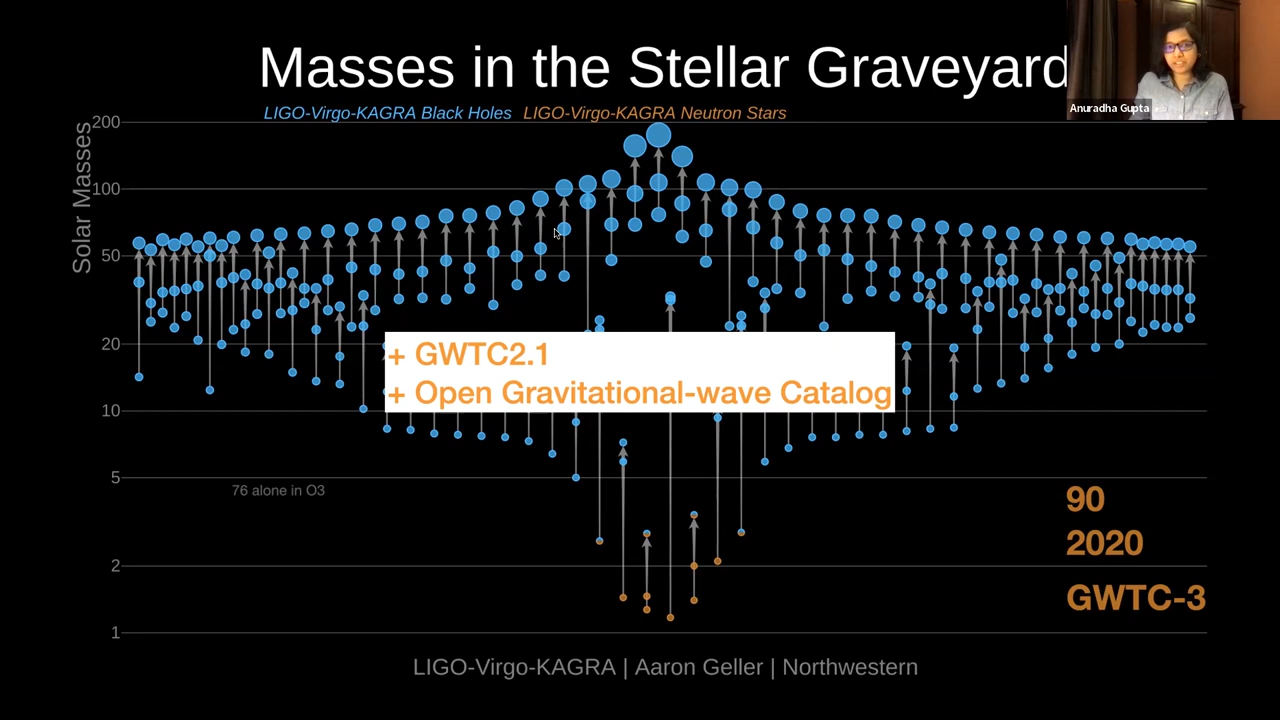 Masses in the Stellar Graveyard
LIGO-Virgo-KAGRA Black Holes LIGO-Virgo-KAGRA Neutron Stars
Anuradha Gupta
Solar Masses
200
100
50
20
10
5
2
1
+ GWTC2.1
+ Open Gravitational-wave Catalog
76 alone in O3
90
2020
GWTC-3
LIGO-Virgo-KAGRA | Aaron Geller | Northwestern